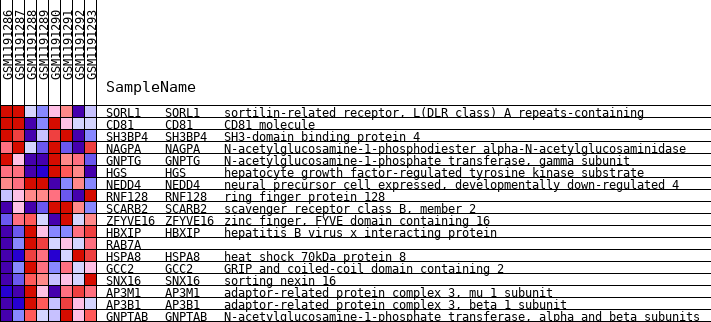 GSM1191286
GSM1191287
GSM1191288
GSM1191289
GSM1191290
GSM1191291
GSM1191292
GSM1191293
SampleName
SORL1 SORL1 sortilin-related receptor, L(DLR class) A repeats-containing
CD81 CD81 CD81 molecule
SH3BP4 SH3BP4 SH3-domain binding protein 4
NAGPA NAGPA N-acetylglucosamine-1-phosphodiester alpha-N-acetylglucosaminidase
GNPTG GNPTG N-acetylglucosamine-1-phosphate transferase, gamma subunit
HGS HGS hepatocyte growth factor-regulated tyrosine kinase substrate
NEDD4 NEDD4 neural precursor cell expressed, developmentally down-regulated 4
RNF128 RNF128 ring finger protein 128
SCARB2 SCARB2 scavenger receptor class B, member 2
ZFYVE16 ZFYVE16 zinc finger, FYVE domain containing 16
HBXIP HBXIP hepatitis B virus x interacting protein
RAB7A
HSPA8 HSPA8 heat shock 70kDa protein 8
GCC2 GCC2 GRIP and coiled-coil domain containing 2
SNX16 SNX16 sorting nexin 16
AP3M1 AP3M1 adaptor-related protein complex 3, mu 1 subunit
AP3B1 AP3B1 adaptor-related protein complex 3, beta 1 subunit
GNPTAB GNPTAB N-acetylglucosamine-1-phosphate transferase, alpha and beta subunits